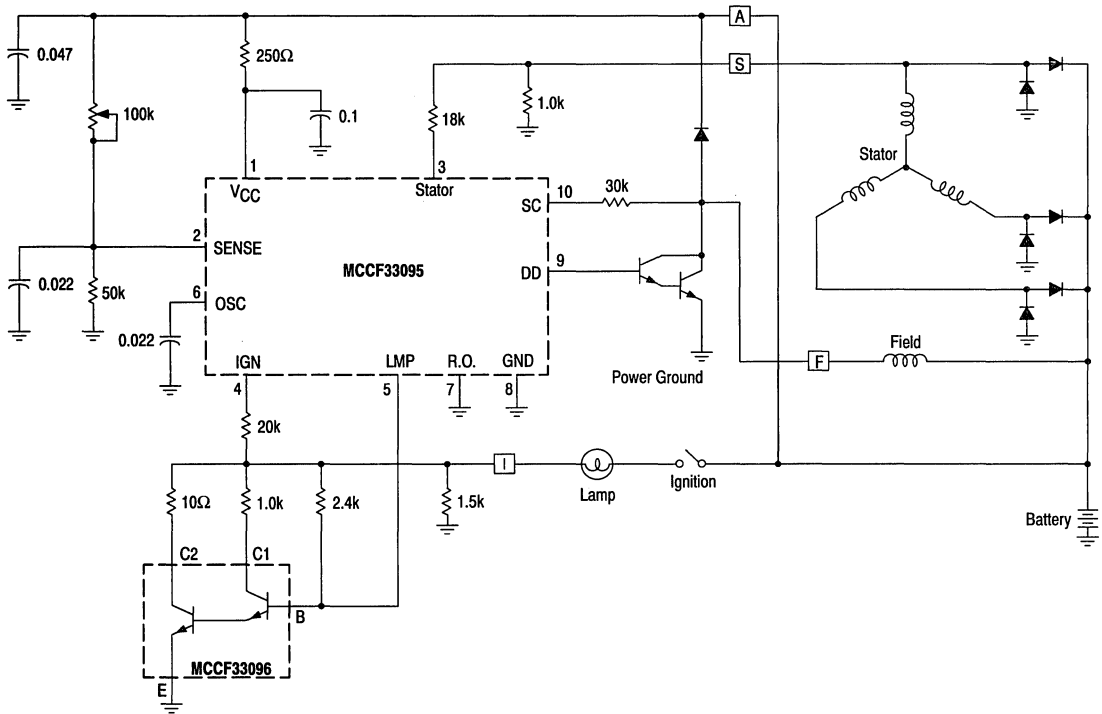 A
0.047
250Ω
S
100k
0.1
18k
1.0k
Stator
1
3
VCC
Stator
10
30k
SC
2
SENSE
MCCF33095
9
DD
0.022
50k
6
OSC
0.022
IGN
LMP
R.O.
GND
Field
F
Power Ground
4
5
7
8
20k
I
Lamp
Ignition
10Ω
1.0k
2.4k
1.5k
Battery
C2
C1
B
MCCF33096
E